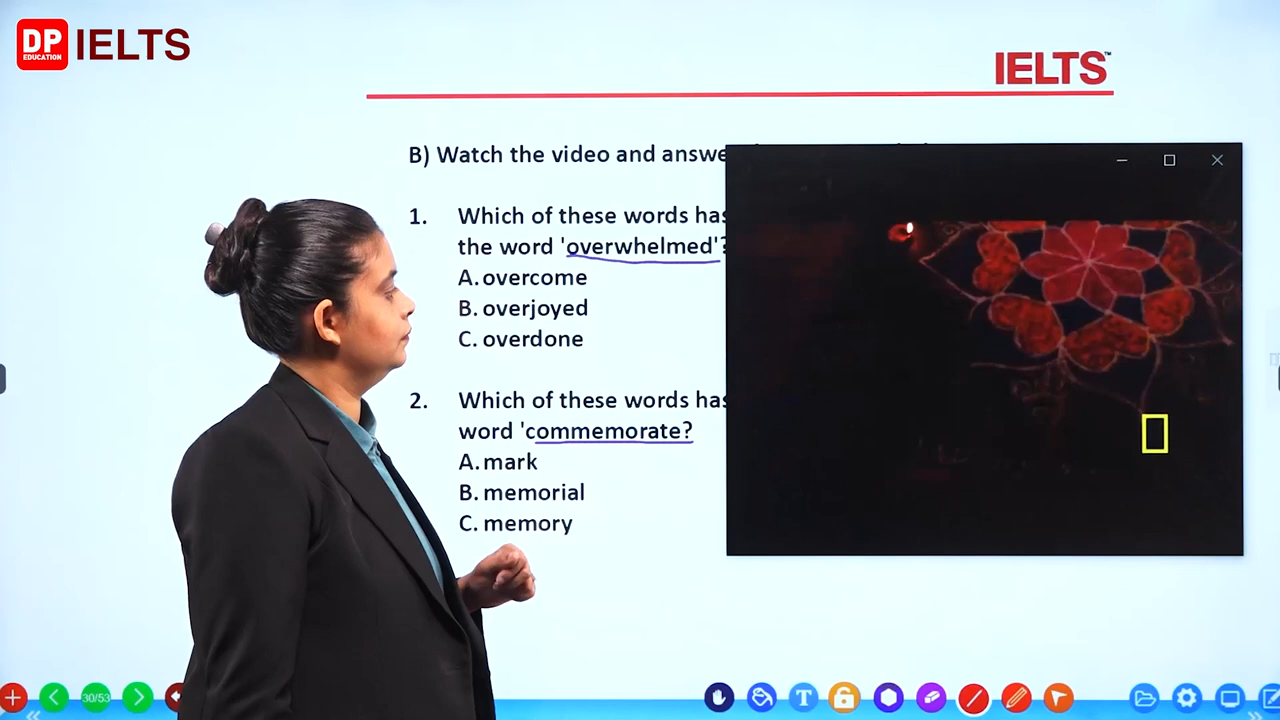 DP
EDUCATION
IELTS
IELTS™
B) Watch the video and answe
1. Which of these words has
the word 'overwhelmed'?
A. overcome
B. overjoyed
C. overdone
2. Which of these words has
word 'commemorate?
A. mark
B. memorial
C. memory
30/53
T